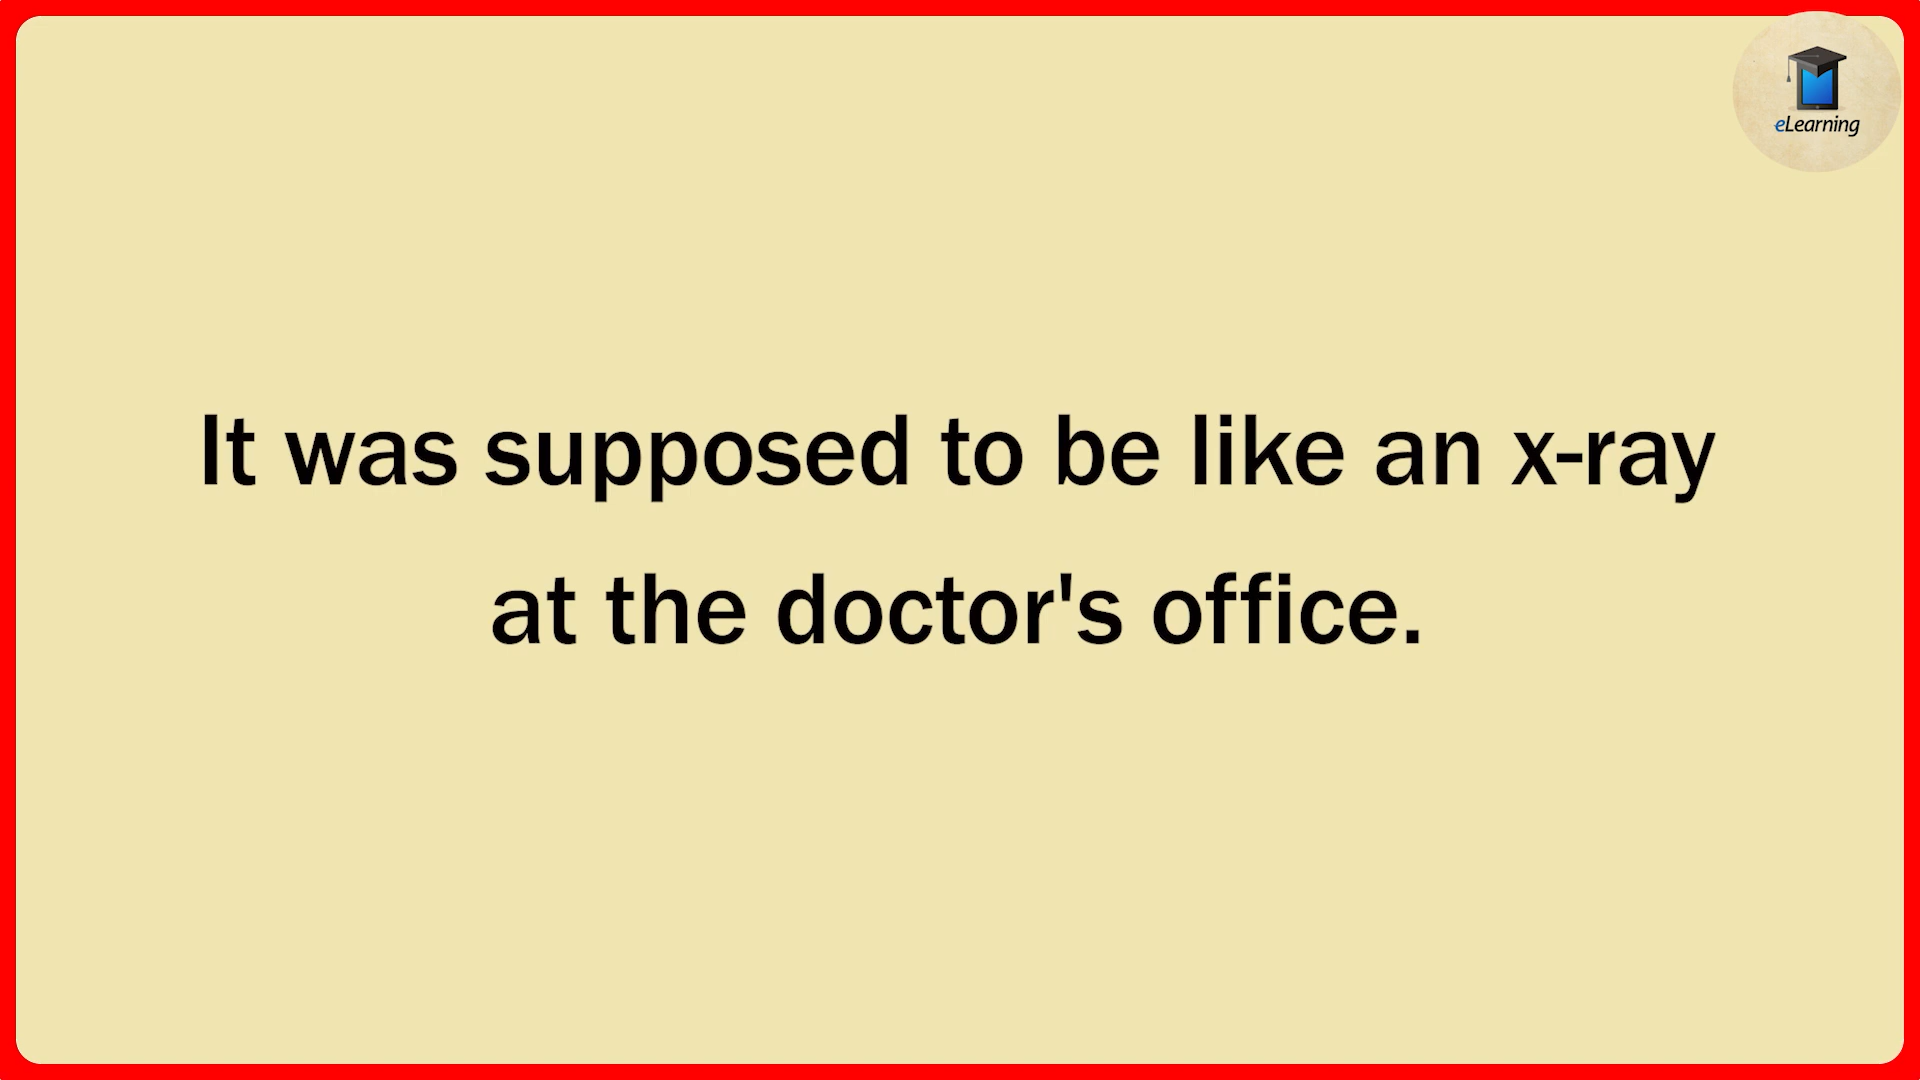 eLearning
It was supposed to be like an x-ray
at the doctor's office.